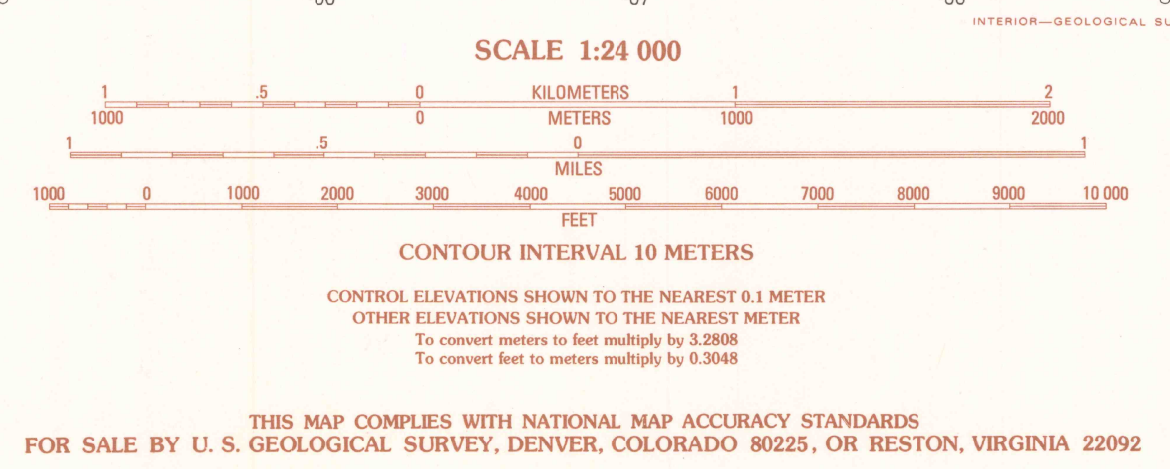 INTERIOR—GEOLOGICAL
SCALE 1:24 000
1 .5 0 KILOMETERS 1 2
1000 0 METERS 1000 2000
1 .5 0 1
MILES
1000 0 1000 2000 3000 4000 5000 6000 7000 8000 9000 10 000
FEET
CONTOUR INTERVAL 10 METERS
CONTROL ELEVATIONS SHOWN TO THE NEAREST 0.1 METER
OTHER ELEVATIONS SHOWN TO THE NEAREST METER
To convert meters to feet multiply by 3.2808
To convert feet to meters multiply by 0.3048
THIS MAP COMPLIES WITH NATIONAL MAP ACCURACY STANDARDS
FOR SALE BY U. S. GEOLOGICAL SURVEY, DENVER, COLORADO 80225, OR RESTON, VIRGINIA 22092